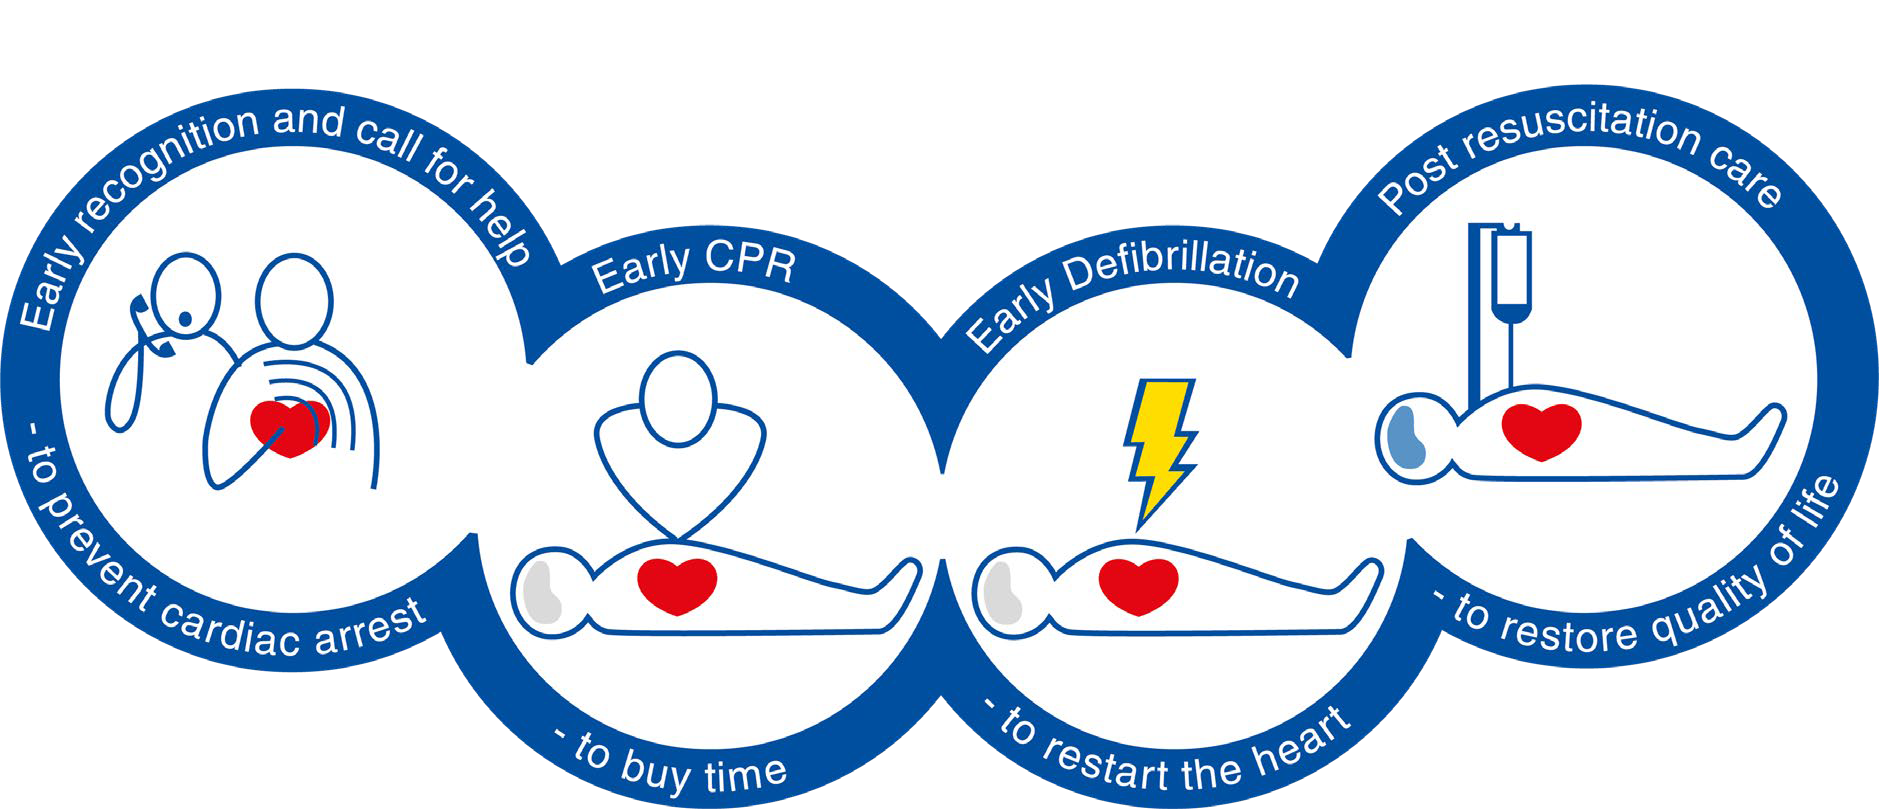 Early recognition and call for help
- to prevent cardiac arrest
Early CPR
- to buy time
Early Defibrillation
- to restart the heart
Post resuscitation care
- to restore quality of life